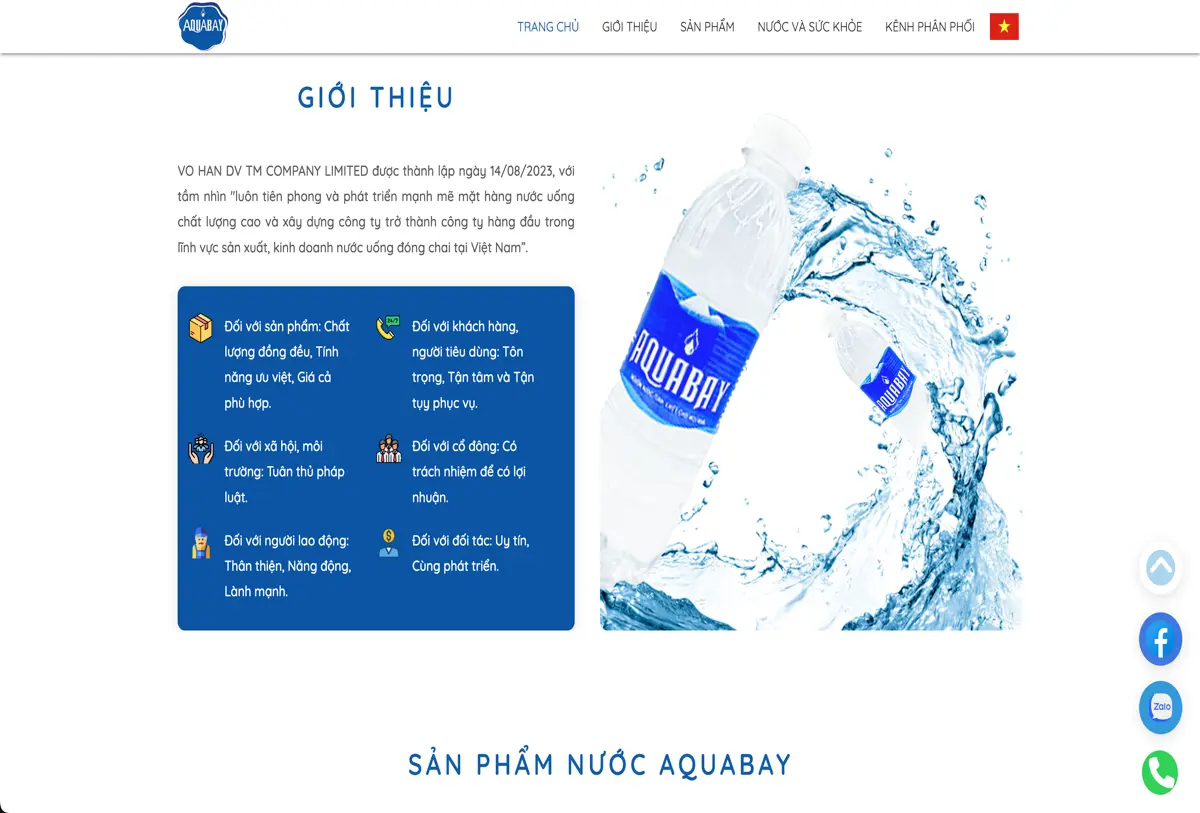 AQUABAY
TRANG CHỦ
GIỚI THIỆU
SẢN PHẨM
NƯỚC VÀ SỨC KHỎE
KÊNH PHÂN PHỐI
GIỚI THIỆU
VO HAN DV TM COMPANY LIMITED được thành lập ngày 14/08/2023, với
tầm nhìn "luôn tiên phong và phát triển mạnh mẽ mặt hàng nước uống
chất lượng cao và xây dựng công ty trở thành công ty hàng đầu trong
lĩnh vực sản xuất, kinh doanh nước uống đóng chai tại Việt Nam”.
Đối với sản phẩm: Chất
lượng đồng đều, Tính
năng ưu việt, Giá cả
phù hợp.
24/7
Đối với khách hàng,
người tiêu dùng: Tôn
trọng, Tận tâm và Tận
tụy phục vụ.
Đối với xã hội, môi
trường: Tuân thủ pháp
luật.
Đối với cổ đông: Có
trách nhiệm để có lợi
nhuận.
Đối với người lao động:
Thân thiện, Năng động,
Lành mạnh.
Đối với đối tác: Uy tín,
Cùng phát triển.
AQUABAY
AQUABAY
Zalo
SẢN PHẨM NƯỚC AQUABAY